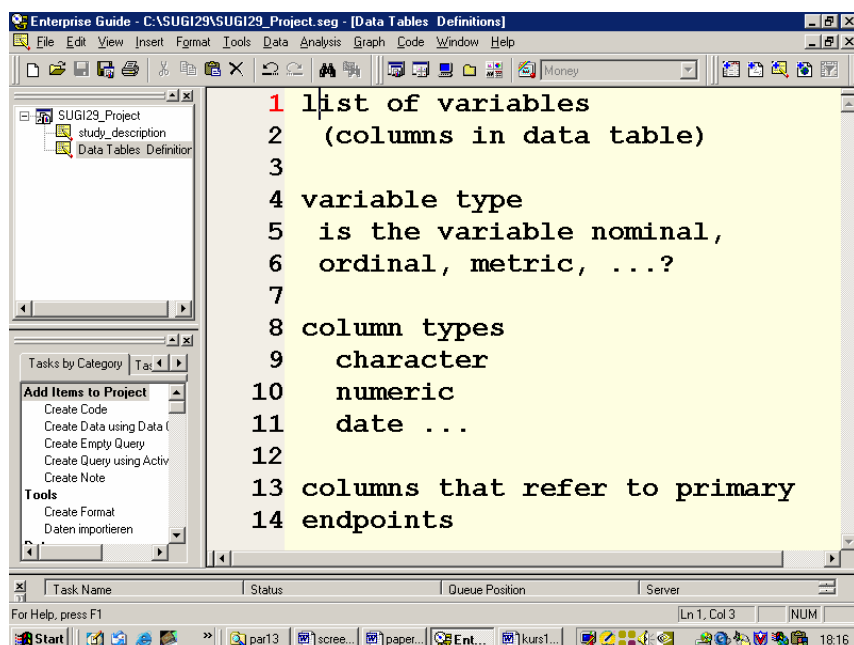 Enterprise Guide - C:\SUGI29\SUGI29_Project.seg - [Data Tables Definitions]
File Edit View Insert Format Tools Data Analysis Graph Code Window Help
Money
SUGI29_Project
study_description
Data Tables Definition
1 list of variables
2 (columns in data table)
3
4 variable type
5 is the variable nominal,
6 ordinal, metric, ...?
7
8 column types
9 character
10 numeric
11 date ...
12
13 columns that refer to primary
14 endpoints
Tasks by Category
Add Items to Project
Create Code
Create Data using Data
Create Empty Query
Create Query using Activ
Create Note
Tools
Create Format
Daten importieren
Task Name Status Queue Position Server
For Help, press F1 Ln 1, Col 3 NUM
Start » par13 scree... paper... Ent... kurs1... 18:16